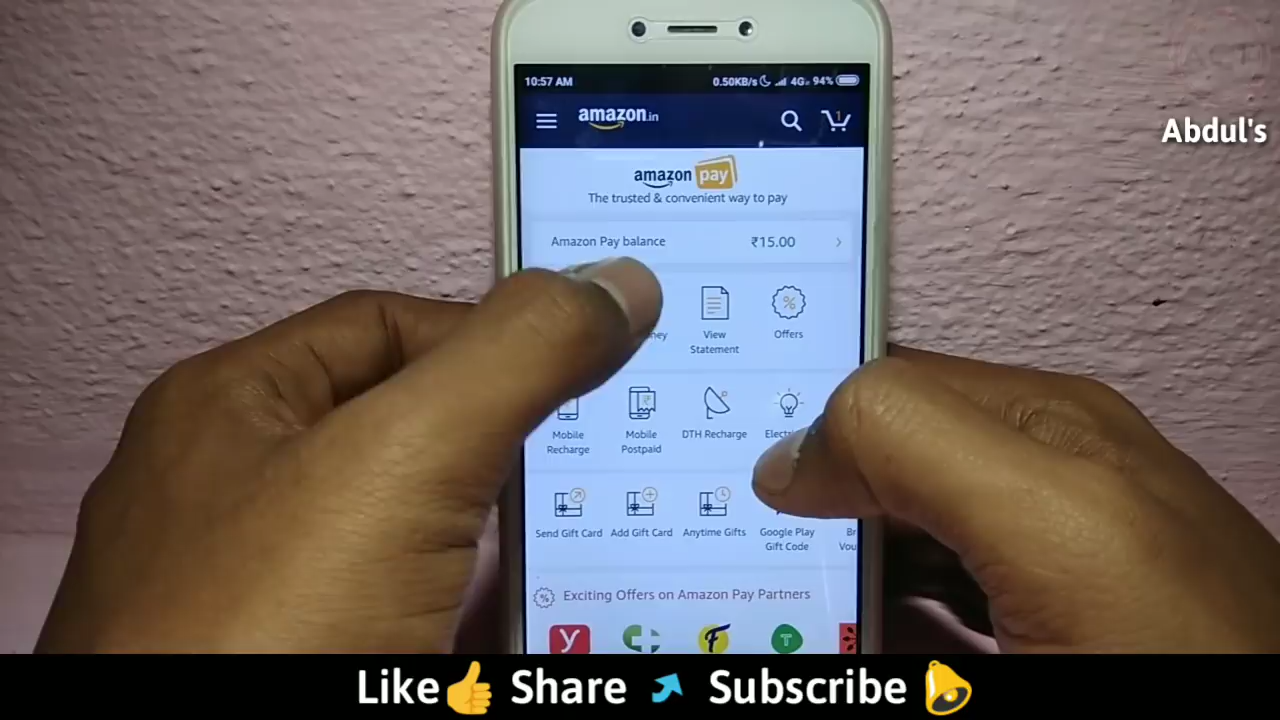 10:57 AM
0.50KB/s 4G 94%
amazon.in
1
Abdul's
amazon pay
The trusted & convenient way to pay
Amazon Pay balance ₹15.00
View Statement
Offers
Mobile Recharge
Mobile Postpaid
DTH Recharge
Send Gift Card
Add Gift Card
Anytime Gifts
Google Play Gift Code
Exciting Offers on Amazon Pay Partners
Like Share Subscribe